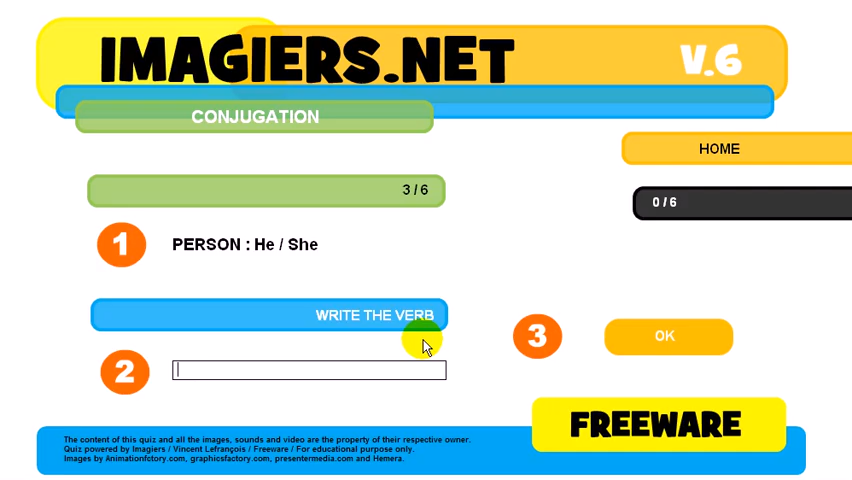 IMAGIERS.NET
V.6
CONJUGATION
HOME
3 / 6
0 / 6
1
PERSON : He / She
WRITE THE VERB
3
OK
2
FREEWARE
The content of this quiz and all the images, sounds and video are the property of their respective owner.
Quiz powered by Imagiers / Vincent Lefrançois / Freeware / For educational purpose only.
Images by Animationfotory.com, graphicsfactory.com, presentermedia.com and Hemera.